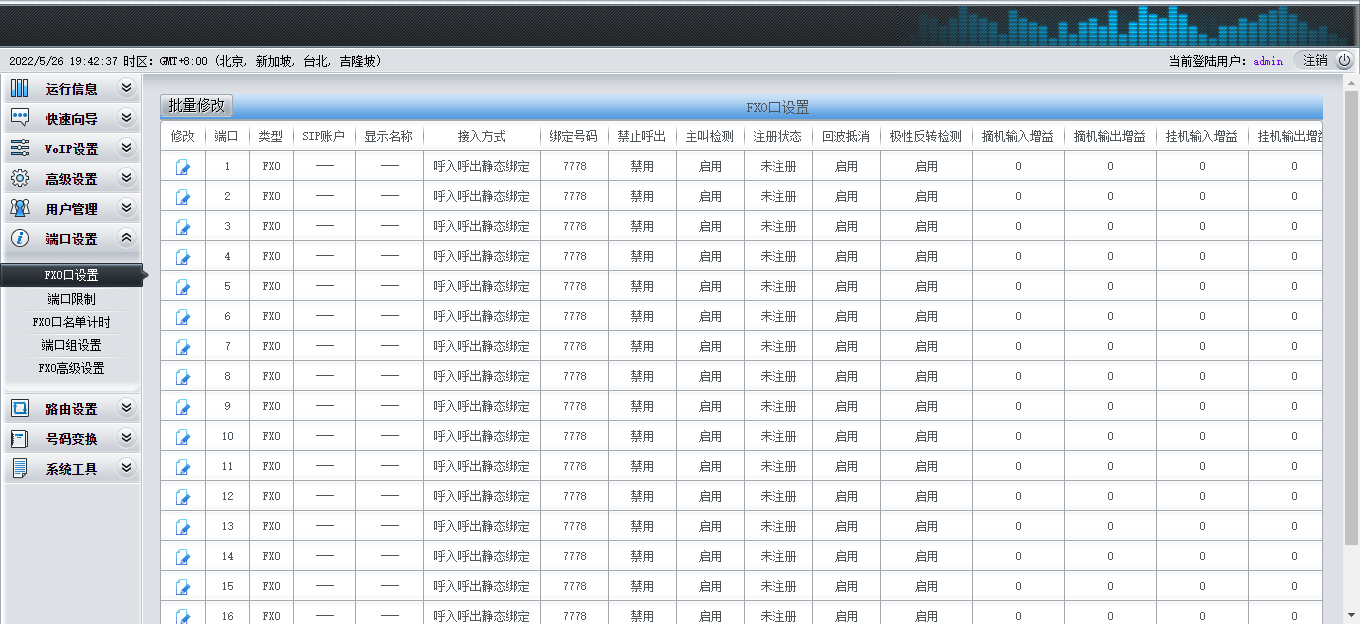 2022/5/26 19:42:37 时区: GMT+8:00 (北京, 新加坡, 台北, 吉隆坡) 当前登陆用户: admin 注销
运行信息
快速向导
VoIP设置
高级设置
用户管理
端口设置
FXO口设置
端口限制
FXO口名单计时
端口组设置
FXO高级设置
路由设置
号码变换
系统工具
批量修改 FXO口设置
修改 端口 类型 SIP账户 显示名称 接入方式 绑定号码 禁止呼出 主叫检测 注册状态 回波抵消 极性反转检测 摘机输入增益 摘机输出增益 挂机输入增益 挂机输出增益
1 FXO —— —— 呼入呼出静态绑定 7778 禁用 启用 未注册 启用 启用 0 0 0 0
2 FXO —— —— 呼入呼出静态绑定 7778 禁用 启用 未注册 启用 启用 0 0 0 0
3 FXO —— —— 呼入呼出静态绑定 7778 禁用 启用 未注册 启用 启用 0 0 0 0
4 FXO —— —— 呼入呼出静态绑定 7778 禁用 启用 未注册 启用 启用 0 0 0 0
5 FXO —— —— 呼入呼出静态绑定 7778 禁用 启用 未注册 启用 启用 0 0 0 0
6 FXO —— —— 呼入呼出静态绑定 7778 禁用 启用 未注册 启用 启用 0 0 0 0
7 FXO —— —— 呼入呼出静态绑定 7778 禁用 启用 未注册 启用 启用 0 0 0 0
8 FXO —— —— 呼入呼出静态绑定 7778 禁用 启用 未注册 启用 启用 0 0 0 0
9 FXO —— —— 呼入呼出静态绑定 7778 禁用 启用 未注册 启用 启用 0 0 0 0
10 FXO —— —— 呼入呼出静态绑定 7778 禁用 启用 未注册 启用 启用 0 0 0 0
11 FXO —— —— 呼入呼出静态绑定 7778 禁用 启用 未注册 启用 启用 0 0 0 0
12 FXO —— —— 呼入呼出静态绑定 7778 禁用 启用 未注册 启用 启用 0 0 0 0
13 FXO —— —— 呼入呼出静态绑定 7778 禁用 启用 未注册 启用 启用 0 0 0 0
14 FXO —— —— 呼入呼出静态绑定 7778 禁用 启用 未注册 启用 启用 0 0 0 0
15 FXO —— —— 呼入呼出静态绑定 7778 禁用 启用 未注册 启用 启用 0 0 0 0
16 FXO —— —— 呼入呼出静态绑定 7778 禁用 启用 未注册 启用 启用 0 0 0 0